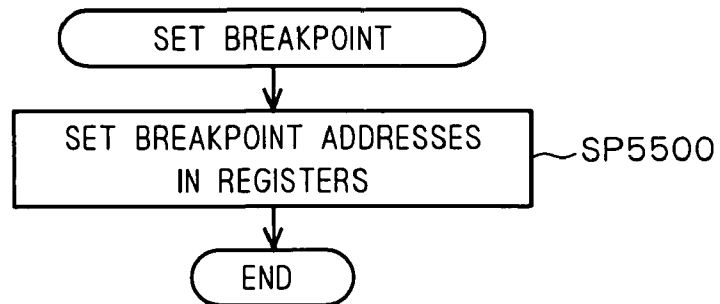 SET BREAKPOINT
SET BREAKPOINT ADDRESSES
IN REGISTERS
SP5500
END